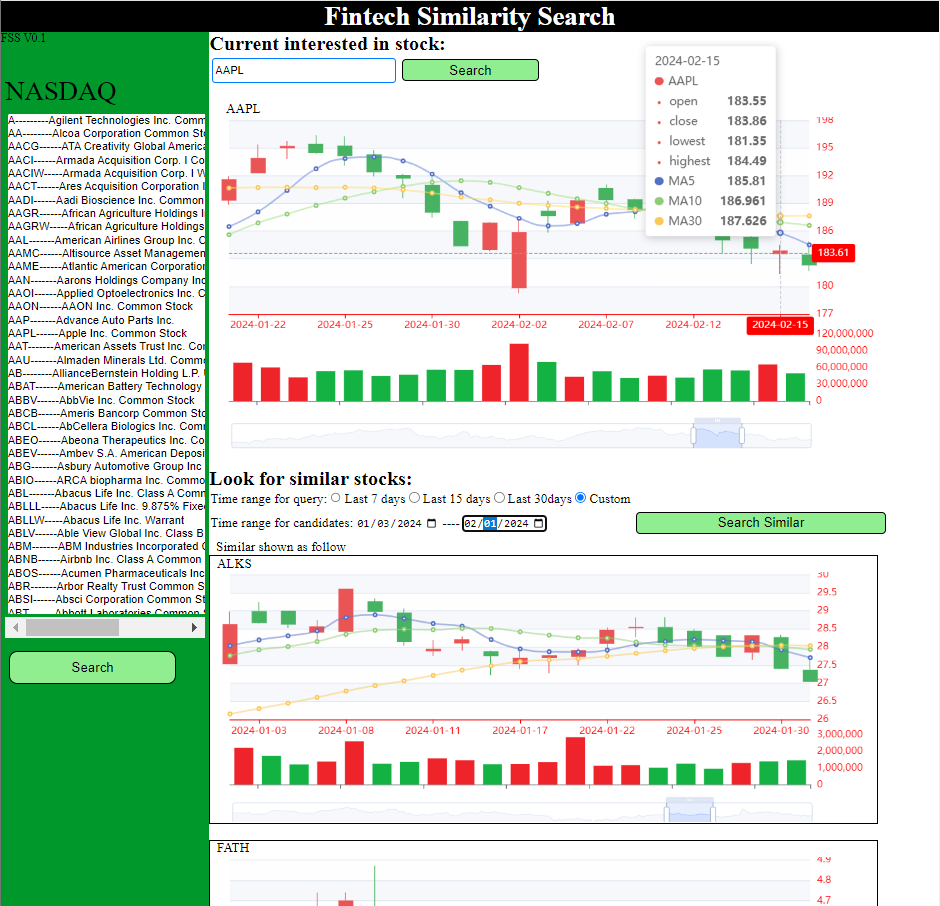 Fintech Similarity Search
FSS V0.1
NASDAQ
A--------Agilent Technologies Inc. Comm
AA-------Alcoa Corporation Common Sto
AACG-----ATA Creativity Global America
AACI-----Armada Acquisition Corp. I Co
AACIW----Armada Acquisition Corp. I W
AACT-----Ares Acquisition Corporation I
AADI-----Aadi Bioscience Inc. Common
AAGR-----African Agriculture Holdings I
AAGRW----African Agriculture Holdings
AAL------American Airlines Group Inc. C
AAMC-----Altisource Asset Managemen
AAME-----Atlantic American Corporation
AAN------Aarons Holdings Company Inc
AAOI-----Applied Optoelectronics Inc. C
AAON-----AAON Inc. Common Stock
AAP------Advance Auto Parts Inc.
AAPL-----Apple Inc. Common Stock
AAT------American Assets Trust Inc. Con
AAU------Almaden Minerals Ltd. Commo
AB-------AllianceBernstein Holding L.P.
ABAT-----American Battery Technology
ABBV-----AbbVie Inc. Common Stock
ABCB-----Ameris Bancorp Common Sto
ABCL-----AbCellera Biologics Inc. Com
ABEO-----Abeona Therapeutics Inc. Co
ABEV-----Ambev S.A. American Deposi
ABG------Asbury Automotive Group Inc
ABIO-----ARCA biopharma Inc. Commo
ABL------Abacus Life Inc. Class A Comm
ABLLL----Abacus Life Inc. 9.875% Fixe
ABLLW----Abacus Life Inc. Warrant
ABLV-----Able View Global Inc. Class B
ABM------ABM Industries Incorporated C
ABNB-----Airbnb Inc. Class A Common
ABOS-----Acumen Pharmaceuticals Inc
ABR------Arbor Realty Trust Common S
ABSI-----Absci Corporation Common St
ABT------Abbott Laboratories Common
Search
Current interested in stock:
AAPL
Search
AAPL
2024-02-15
AAPL
open 183.55
close 183.86
lowest 181.35
highest 184.49
MA5 185.81
MA10 186.961
MA30 187.626
198
195
192
189
186
183.61
180
177
2024-01-22 2024-01-25 2024-01-30 2024-02-02 2024-02-07 2024-02-12 2024-02-15
120,000,000
90,000,000
60,000,000
30,000,000
0
Look for similar stocks:
Time range for query: Last 7 days Last 15 days Last 30days Custom
Time range for candidates: 01/03/2024 ---- 02/01/2024
Search Similar
Similar shown as follow
ALKS
30
29.5
29
28.5
28
27.5
27
26.5
26
2024-01-03 2024-01-08 2024-01-11 2024-01-17 2024-01-22 2024-01-25 2024-01-30
3,000,000
2,000,000
1,000,000
0
FATH
4.9
4.8
4.7